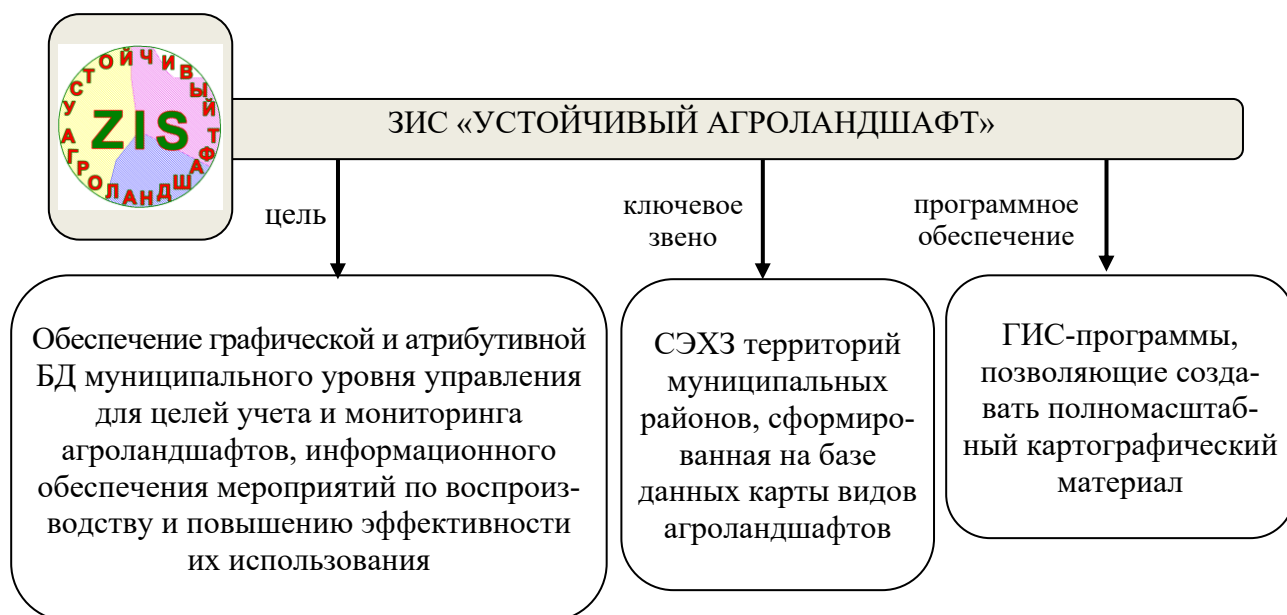 УСТОЙЧИВЫЙ
АГРОЛАНДШАФТ
ZIS
ЗИС «УСТОЙЧИВЫЙ АГРОЛАНДШАФТ»
цель
ключевое
звено
программное
обеспечение
Обеспечение графической и атрибутивной
БД муниципального уровня управления
для целей учета и мониторинга
агроландшафтов, информационного
обеспечения мероприятий по воспроиз-
водству и повышению эффективности
их использования
СЭХЗ территорий
муниципальных
районов, сформиро-
ванная на базе
данных карты видов
агроландшафтов
ГИС-программы,
позволяющие созда-
вать полномасштаб-
ный картографический
материал